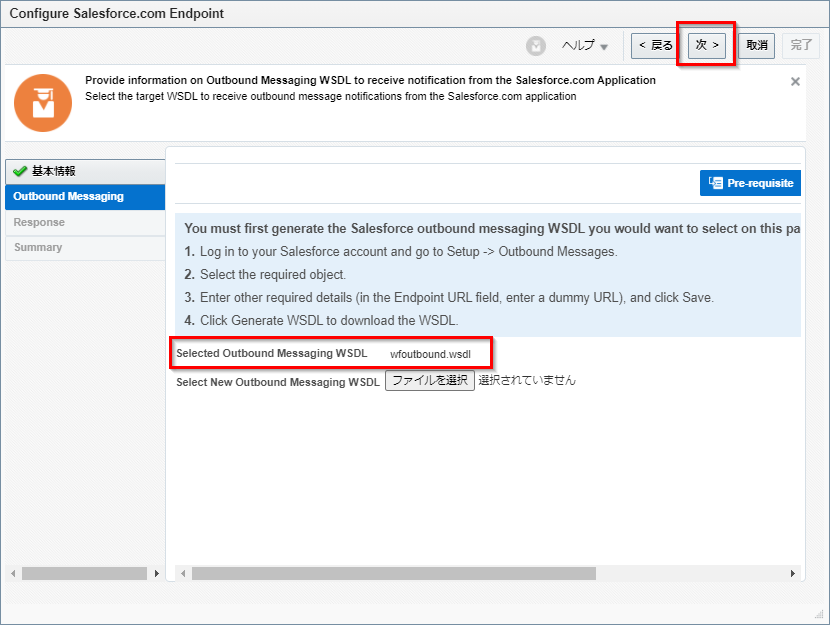 Configure Salesforce.com Endpoint
ヘルプ
< 戻る
次 >
取消
完了
Provide information on Outbound Messaging WSDL to receive notification from the Salesforce.com Application
Select the target WSDL to receive outbound message notifications from the Salesforce.com application
基本情報
Outbound Messaging
Response
Summary
Pre-requisite
You must first generate the Salesforce outbound messaging WSDL you would want to select on this pa
1. Log in to your Salesforce account and go to Setup -> Outbound Messages.
2. Select the required object.
3. Enter other required details (in the Endpoint URL field, enter a dummy URL), and click Save.
4. Click Generate WSDL to download the WSDL.
Selected Outbound Messaging WSDL wfoutbound.wsdl
Select New Outbound Messaging WSDL ファイルを選択 選択されていません